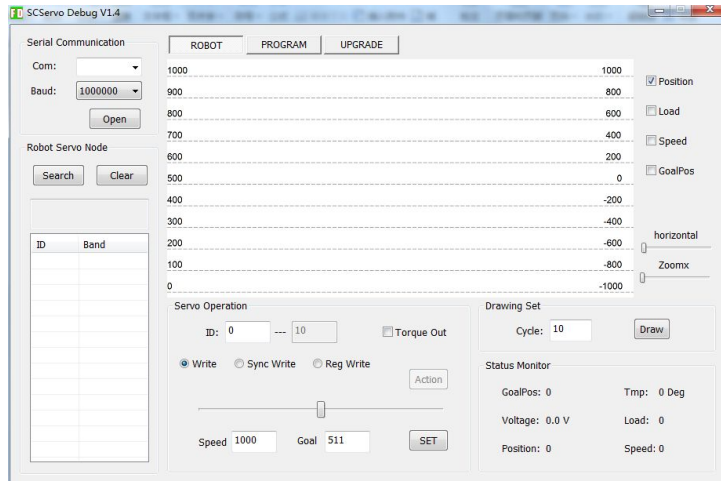 FD SCServo Debug V1.4
Serial Communication
Com:
Baud: 1000000
Open
Robot Servo Node
Search Clear
ID Band
ROBOT PROGRAM UPGRADE
1000 1000
900 800
800 600
700 400
600 200
500 0
400 -200
300 -400
200 -600
100 -800
0 -1000
Position
Load
Speed
GoalPos
horizontal
Zoomx
Servo Operation
ID: 0 --- 10 Torque Out
Write Sync Write Reg Write
Action
Speed 1000 Goal 511 SET
Drawing Set
Cycle: 10 Draw
Status Monitor
GoalPos: 0 Tmp: 0 Deg
Voltage: 0.0 V Load: 0
Position: 0 Speed: 0